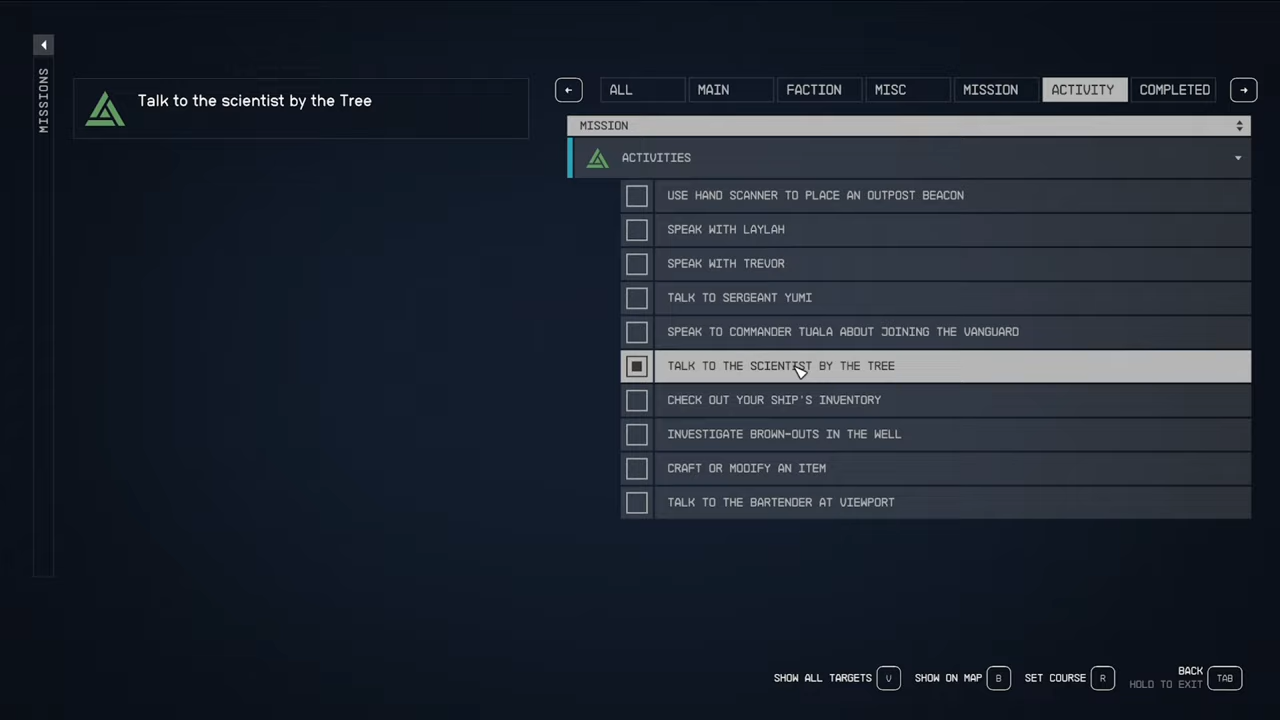 MISSIONS
Talk to the scientist by the Tree
ALL MAIN FACTION MISC MISSION ACTIVITY COMPLETED
MISSION
ACTIVITIES
USE HAND SCANNER TO PLACE AN OUTPOST BEACON
SPEAK WITH LAYLAH
SPEAK WITH TREVOR
TALK TO SERGEANT YUMI
SPEAK TO COMMANDER TUALA ABOUT JOINING THE VANGUARD
TALK TO THE SCIENTIST BY THE TREE
CHECK OUT YOUR SHIP'S INVENTORY
INVESTIGATE BROWN-OUTS IN THE WELL
CRAFT OR MODIFY AN ITEM
TALK TO THE BARTENDER AT VIEWPORT
SHOW ALL TARGETS V SHOW ON MAP B SET COURSE R BACK TAB
HOLD TO EXIT